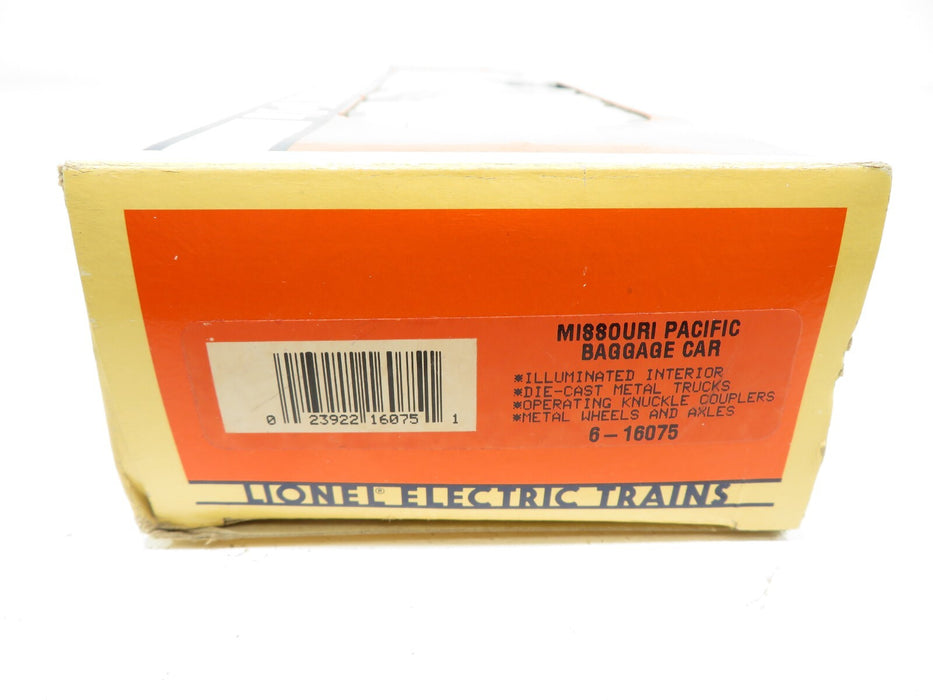 MISSOURI PACIFIC
BAGGAGE CAR
*ILLUMINATED INTERIOR
*DIE-CAST METAL TRUCKS
*OPERATING KNUCKLE COUPLERS
*METAL WHEELS AND AXLES
6-16075
0 23922 16075 1
LIONEL® ELECTRIC TRAINS